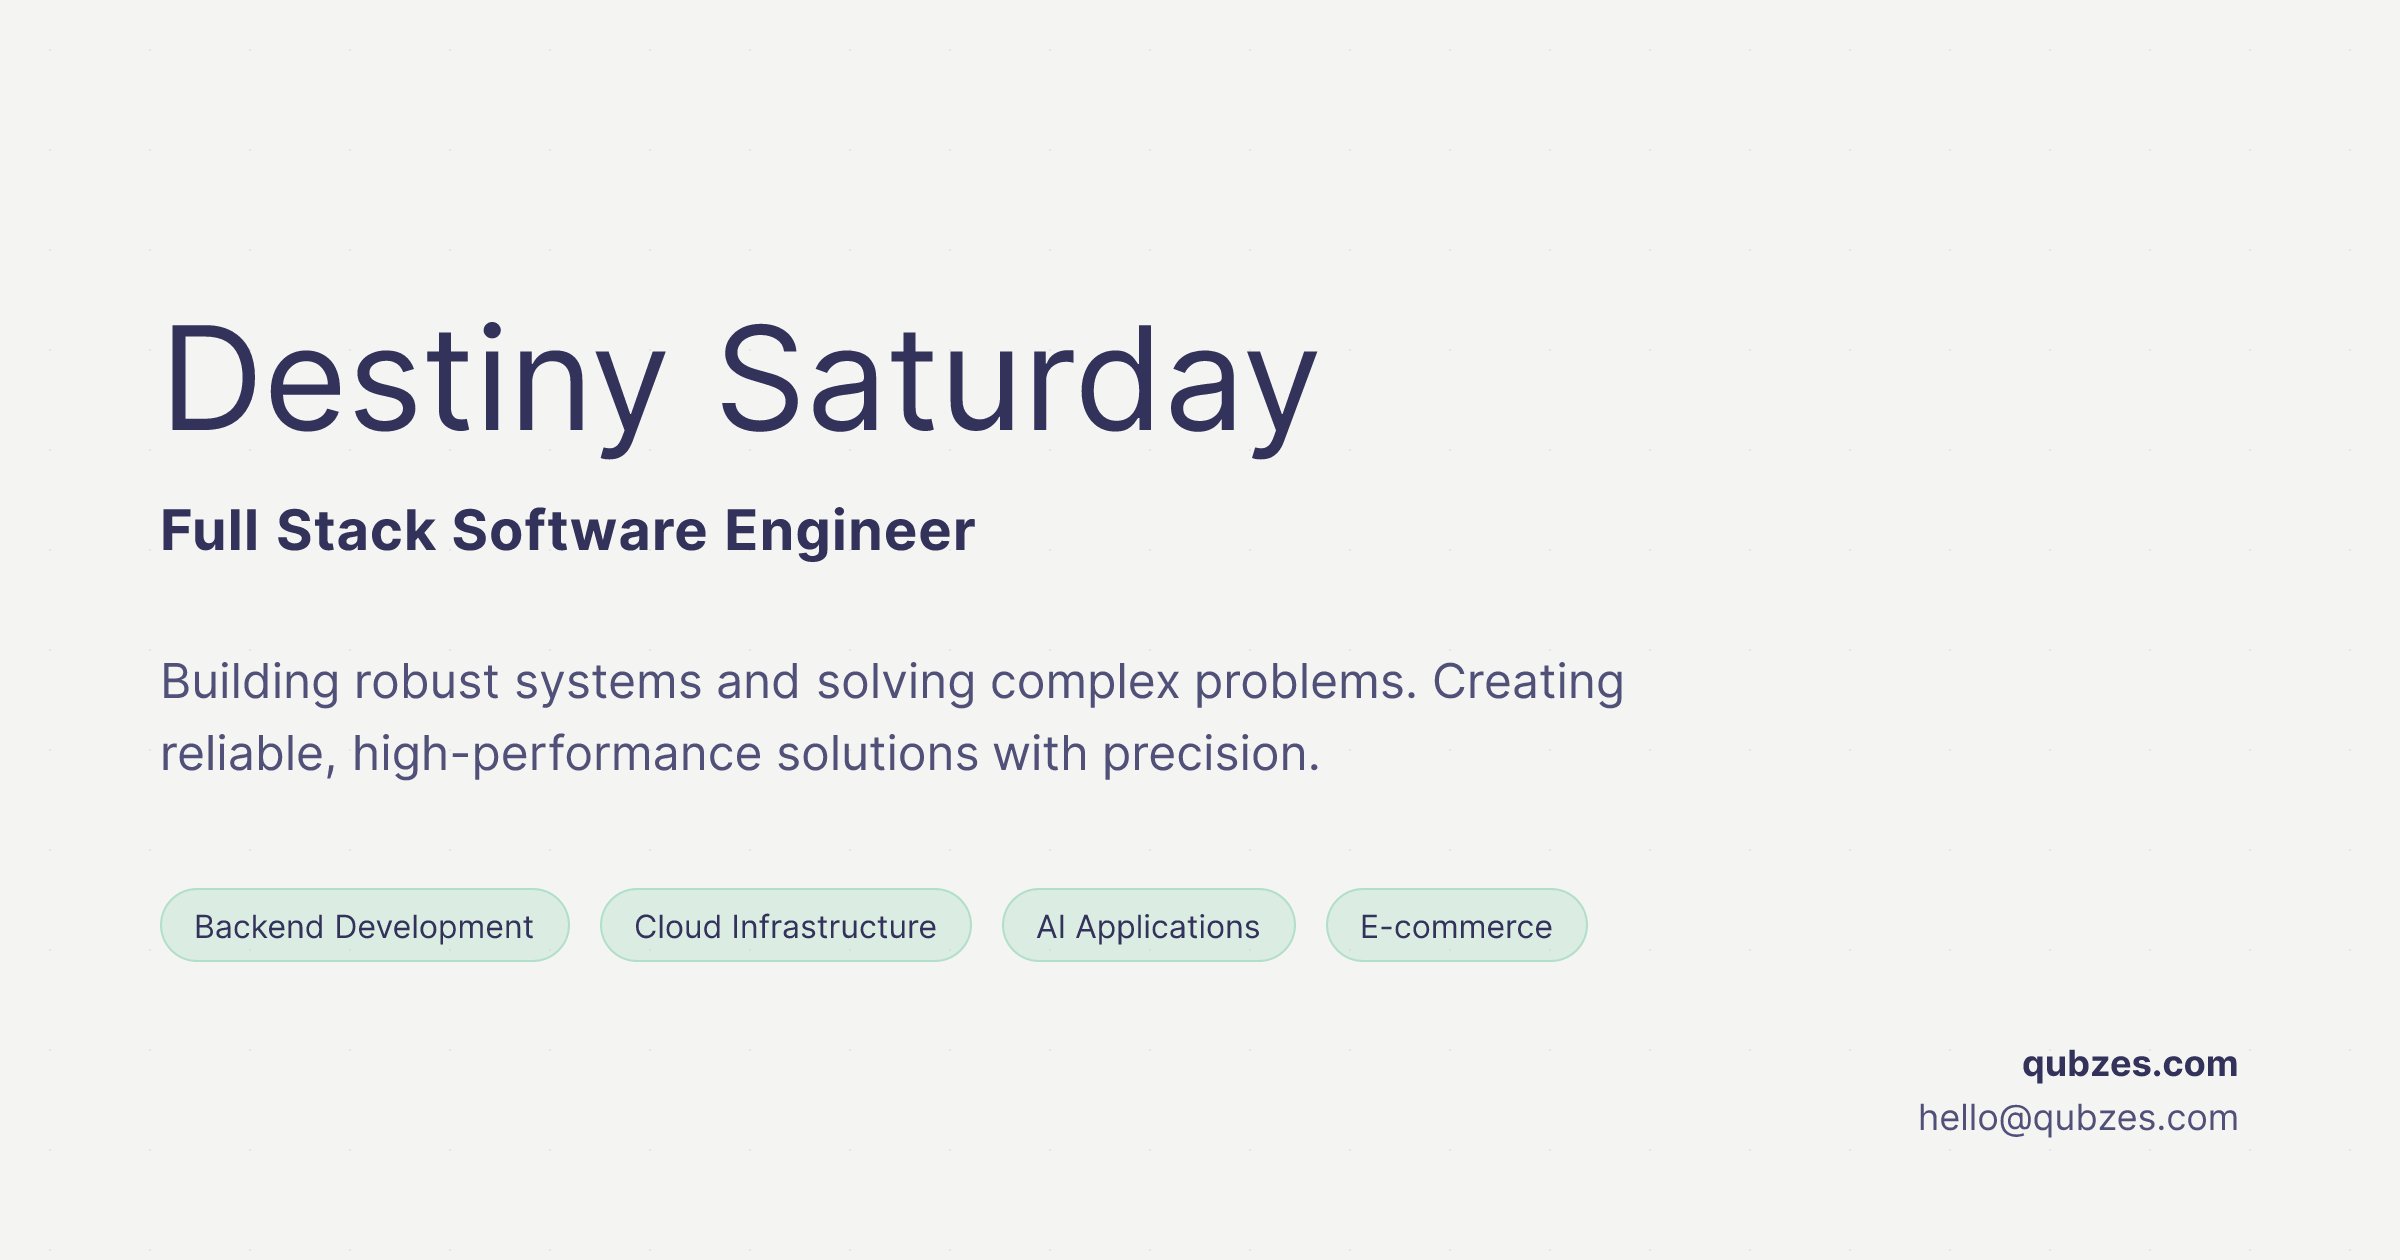 Destiny Saturday
Full Stack Software Engineer
Building robust systems and solving complex problems. Creating
reliable, high-performance solutions with precision.
Backend Development
Cloud Infrastructure
AI Applications
E-commerce
qubzes.com
hello@qubzes.com